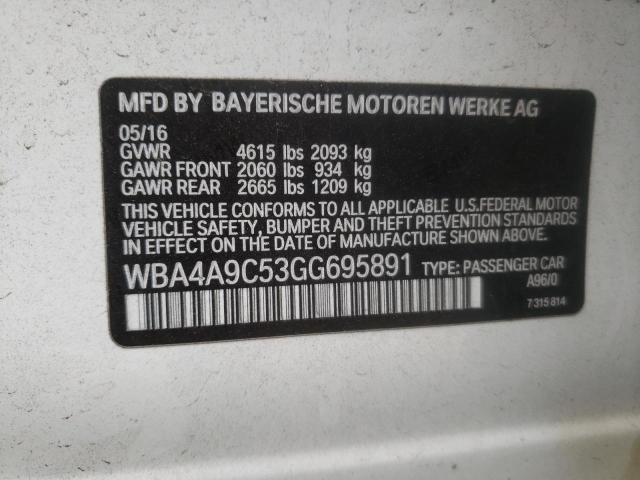 MFD BY BAYERISCHE MOTOREN WERKE AG
05/16
GVWR 4615 lbs 2093 kg
GAWR FRONT 2060 lbs 934 kg
GAWR REAR 2665 lbs 1209 kg
THIS VEHICLE CONFORMS TO ALL APPLICABLE U.S.FEDERAL MOTOR
VEHICLE SAFETY, BUMPER AND THEFT PREVENTION STANDARDS
IN EFFECT ON THE DATE OF MANUFACTURE SHOWN ABOVE.
WBA4A9C53GG695891 TYPE: PASSENGER CAR
A96/0
7 315 814